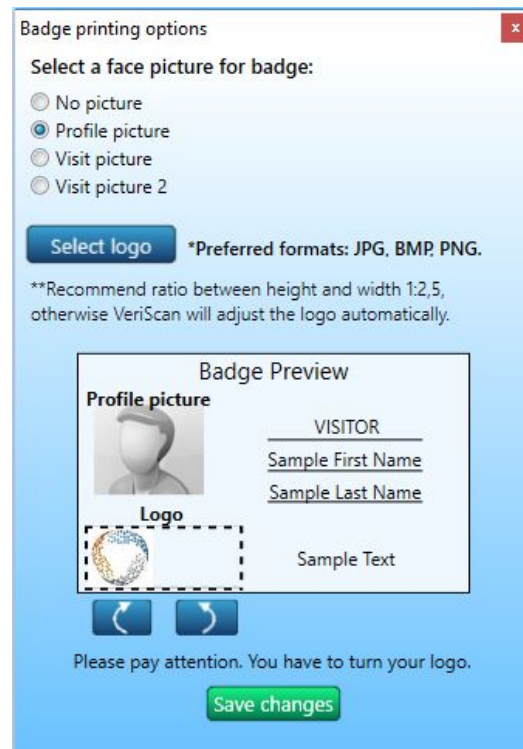 Badge printing options
x
Select a face picture for badge:
No picture
Profile picture
Visit picture
Visit picture 2
Select logo *Preferred formats: JPG, BMP, PNG.
**Recommend ratio between height and width 1:2,5,
otherwise VeriScan will adjust the logo automatically.
Badge Preview
Profile picture
VISITOR
Sample First Name
Sample Last Name
Logo
Sample Text
Please pay attention. You have to turn your logo.
Save changes